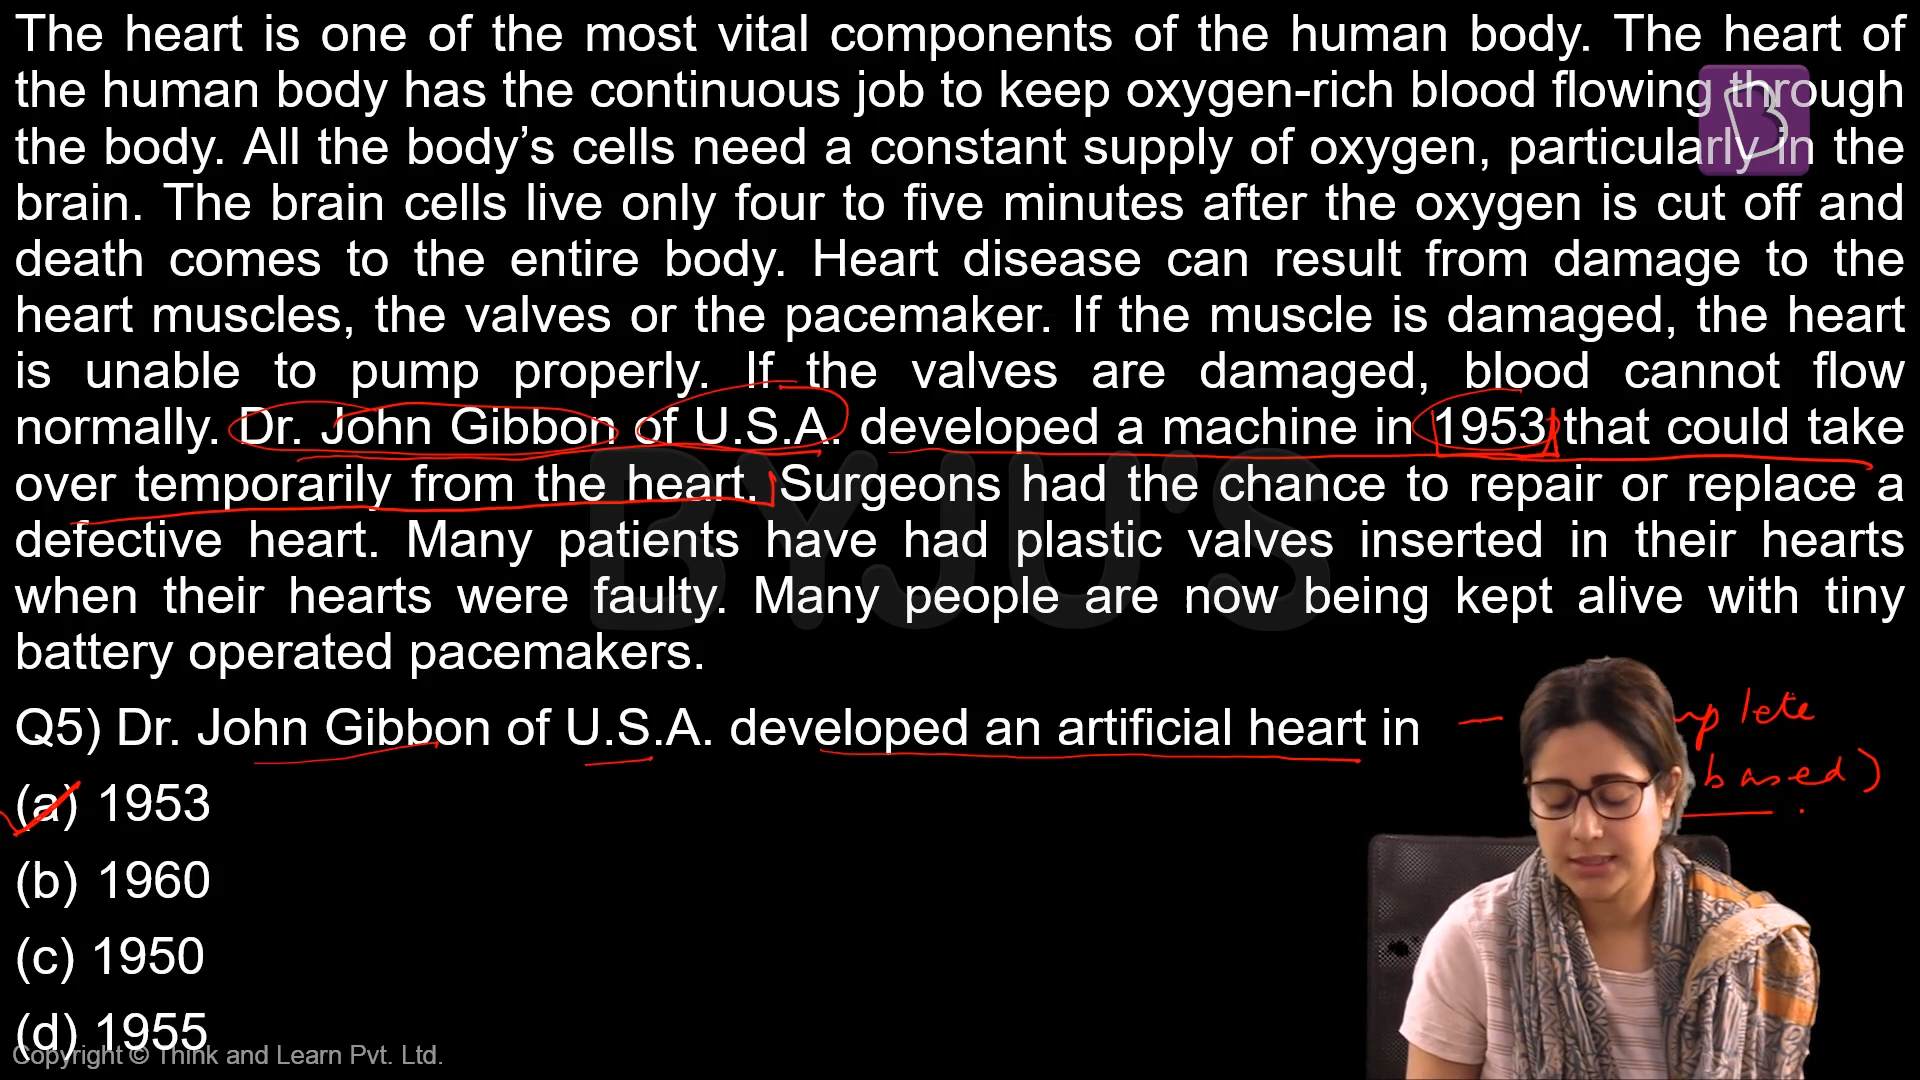 The heart is one of the most vital components of the human body. The heart of
the human body has the continuous job to keep oxygen-rich blood flowing through
the body. All the body’s cells need a constant supply of oxygen, particularly in the
brain. The brain cells live only four to five minutes after the oxygen is cut off and
death comes to the entire body. Heart disease can result from damage to the
heart muscles, the valves or the pacemaker. If the muscle is damaged, the heart
is unable to pump properly. If the valves are damaged, blood cannot flow
normally. Dr. John Gibbon of U.S.A. developed a machine in 1953 that could take
over temporarily from the heart. Surgeons had the chance to repair or replace a
defective heart. Many patients have had plastic valves inserted in their hearts
when their hearts were faulty. Many people are now being kept alive with tiny
battery operated pacemakers.
BYJU'S
Q5) Dr. John Gibbon of U.S.A. developed an artificial heart in
based)
(a) 1953
(b) 1960
(c) 1950
(d) 1955
Copyright © Think and Learn Pvt. Ltd.